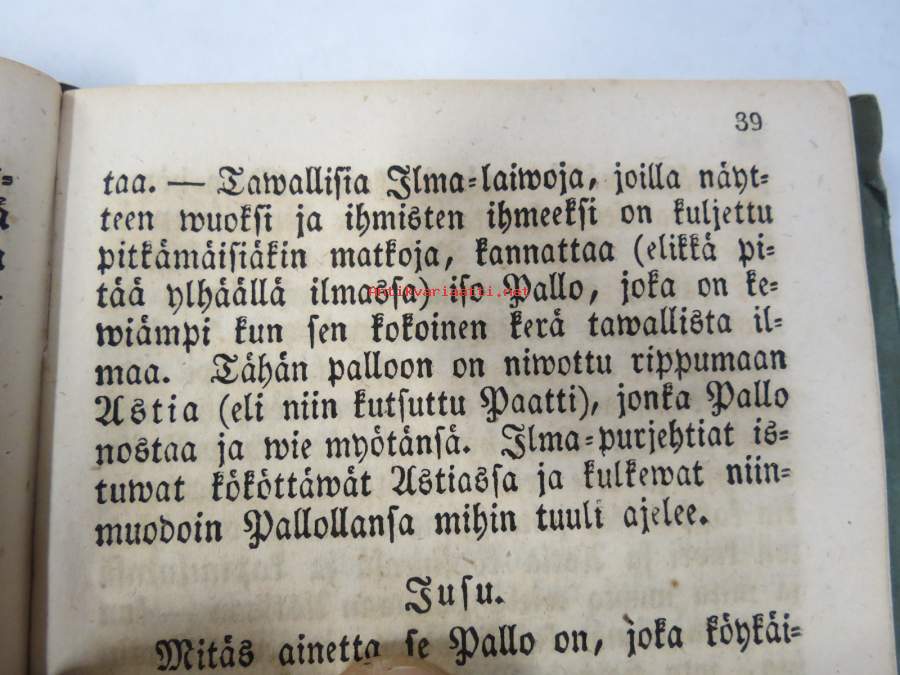 39
taa. — Tawallisia Ilma-laiwoja, joilla näyt-
teen wuoksi ja ihmisten ihmeeksi on kuljettu
pitkämäisiäkin matkoja, kannattaa (elikkä pi-
tää ylhäällä ilmassa) iso Pallo, joka on ke-
Antikvariaatti.net
wiämpi kun sen kokoinen kerä tawallista il-
maa. Tähän palloon on niwottu rippumaan
Astia (eli niin kutsuttu Paatti), jonka Pallo
nostaa ja wie myötänsä. Ilma-purjehtiat is-
tuwat kököttäwät Astiassa ja kulkewat niin-
muodoin Pallollansa mihin tuuli ajelee.
Jusu.
Mitäs ainetta se Pallo on, joka köykäi-